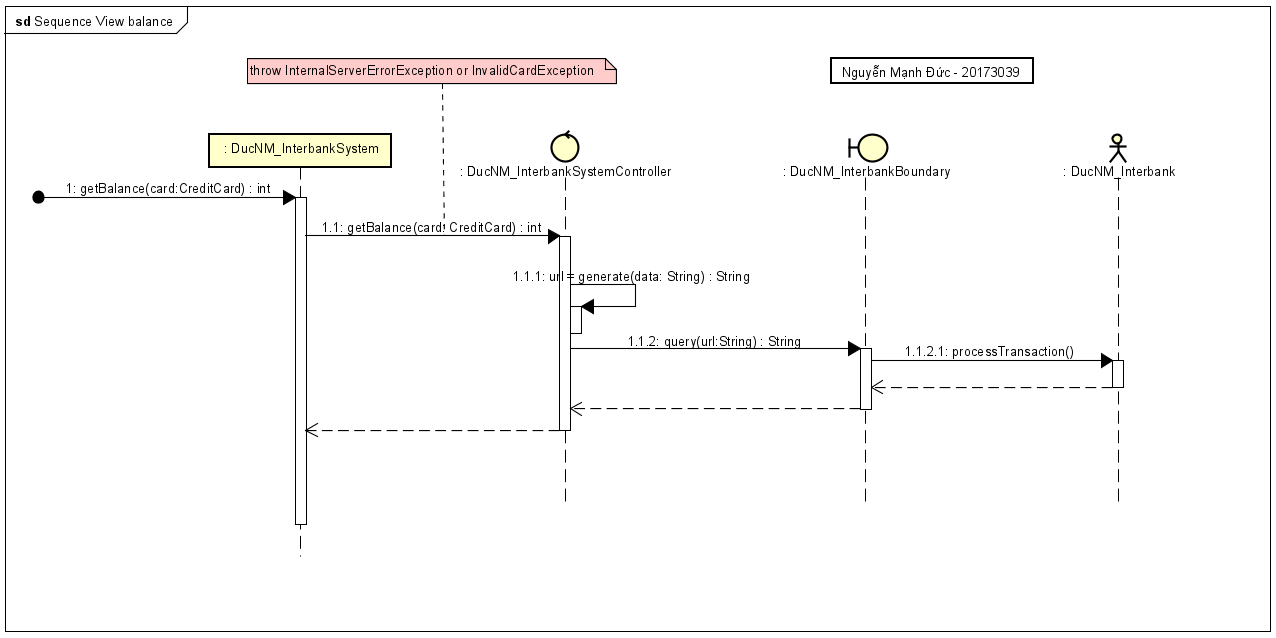 sd Sequence View balance
throw InternalServerErrorException or InvalidCardException
Nguyễn Mạnh Đức - 20173039
: DucNM_InterbankSystem
: DucNM_InterbankSystemController
: DucNM_InterbankBoundary
: DucNM_Interbank
1: getBalance(card:CreditCard) : int
1.1: getBalance(card: CreditCard) : int
1.1.1: url = generate(data: String) : String
1.1.2: query(url:String) : String
1.1.2.1: processTransaction()